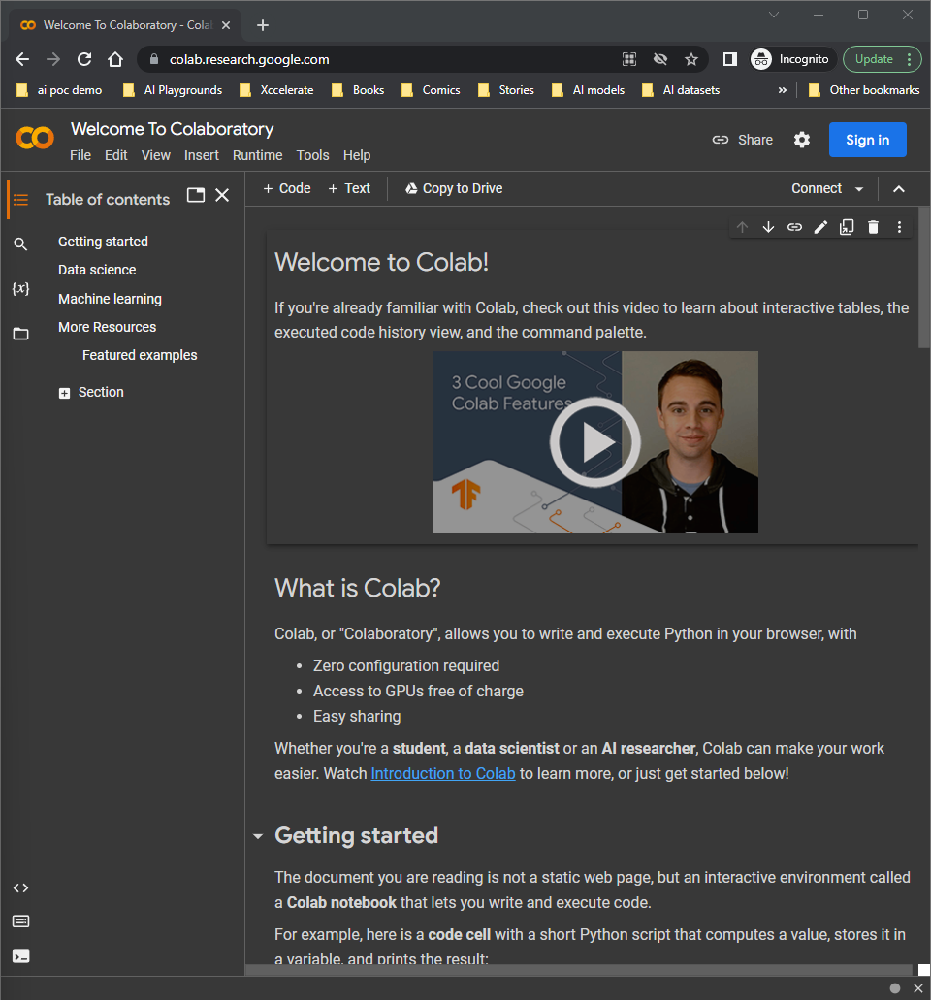 Welcome To Colaboratory - Cola
colab.research.google.com
Incognito
Update
ai poc demo
AI Playgrounds
Xccelerate
Books
Comics
Stories
AI models
AI datasets
»
Other bookmarks
Welcome To Colaboratory
File Edit View Insert Runtime Tools Help
Share
Sign in
Table of contents
Getting started
Data science
Machine learning
More Resources
Featured examples
Section
+ Code + Text
Copy to Drive
Connect
{x}
Welcome to Colab!
If you're already familiar with Colab, check out this video to learn about interactive tables, the
executed code history view, and the command palette.
3 Cool Google
Colab Features
What is Colab?
Colab, or "Colaboratory", allows you to write and execute Python in your browser, with
• Zero configuration required
• Access to GPUs free of charge
• Easy sharing
Whether you're a student, a data scientist or an AI researcher, Colab can make your work
easier. Watch Introduction to Colab to learn more, or just get started below!
Getting started
The document you are reading is not a static web page, but an interactive environment called
a Colab notebook that lets you write and execute code.
For example, here is a code cell with a short Python script that computes a value, stores it in
a variable, and prints the result: